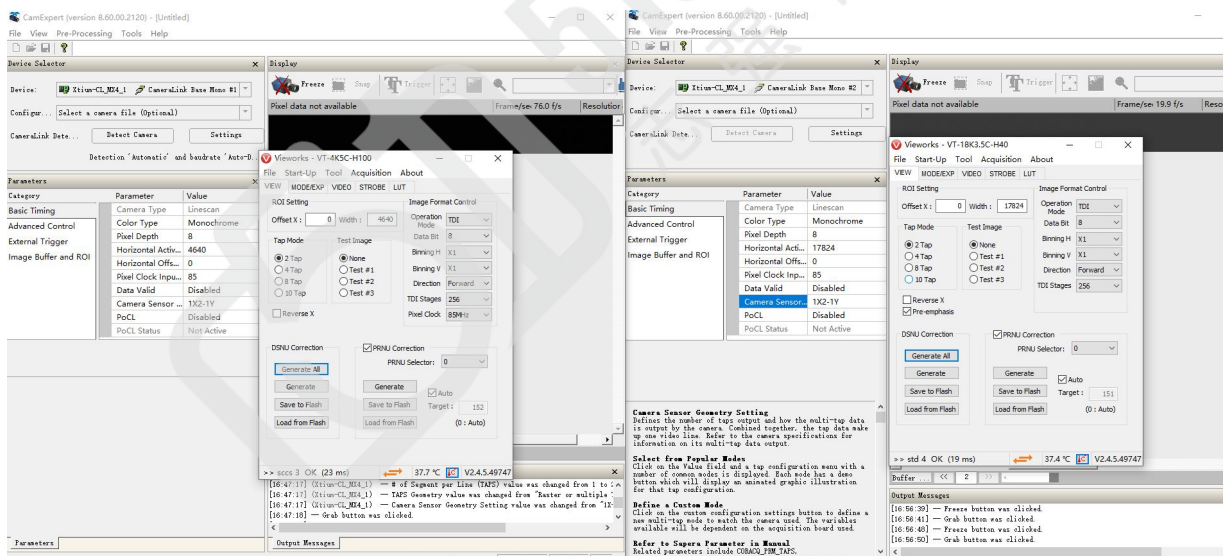 CamExpert (version 8.60.00.2120) - [Untitled]
File View Pre-Processing Tools Help
Device Selector
Device: Xtium-CL_MX4_1 CameraLink Base Mono #1
Configur... Select a camera file (Optional)
CameraLink Dete... Detect Camera Settings
Detection 'Automatic' and baudrate 'Auto-D..
Parameters
Category Parameter Value
Basic Timing
Advanced Control
External Trigger
Image Buffer and ROI
Camera Type Linescan
Color Type Monochrome
Pixel Depth 8
Horizontal Activ... 4640
Horizontal Offs... 0
Pixel Clock Inpu... 85
Data Valid Disabled
Camera Sensor ... 1X2-1Y
PoCL Disabled
PoCL Status Not Active
Parameters
Display
Freeze Snap Trigger
Pixel data not available Frame/se‹ 76.0 f/s Resolution
Vieworks - VT-4K5C-H100
File Start-Up Tool Acquisition About
VIEW MODE/EXP VIDEO STROBE LUT
ROI Setting
Offset X : 0 Width : 4640
Tap Mode
2 Tap
4 Tap
8 Tap
10 Tap
Test Image
None
Test #1
Test #2
Test #3
Reverse X
Image Format Control
Operation Mode TDI
Data Bit 8
Binning H X1
Binning V X1
Direction Forward
TDI Stages 256
Pixel Clock 85MHz
DSNU Correction
Generate All
Generate
Save to Flash
Load from Flash
PRNU Correction
PRNU Selector: 0
Generate
Save to Flash
Load from Flash
Auto
Target : 152
(0 : Auto)
>> sccs 3 OK (23 ms) 37.7 ℃ V2.4.5.49747
[16:47:17] (Xtium-CL_MX4_1) — # of Segment per Line (TAPS) value was changed from 1 to
[16:47:17] (Xtium-CL_MX4_1) — TAPS Geometry value was changed from "Raster or multiple
[16:47:17] (Xtium-CL_MX4_1) — Camera Sensor Geometry Setting value was changed from "1X-
[16:47:18] — Grab button was clicked.
Output Messages
CamExpert (version 8.60.00.2120) - [Untitled]
File View Pre-Processing Tools Help
Device Selector
Device: Xtium-CL_MX4_1 CameraLink Base Mono #2
Configur... Select a camera file (Optional)
CameraLink Dete... Detect Camera Settings
Parameters
Category Parameter Value
Basic Timing
Advanced Control
External Trigger
Image Buffer and ROI
Camera Type Linescan
Color Type Monochrome
Pixel Depth 8
Horizontal Acti... 17824
Horizontal Offs... 0
Pixel Clock Inp... 85
Data Valid Disabled
Camera Sensor... 1X2-1Y
PoCL Disabled
PoCL Status Not Active
Camera Sensor Geometry Setting
Defines the number of taps output and how the multi-tap data
is output by the camera. Combined together, the tap data make
up one video line. Refer to the camera specifications for
information on its multi-tap data output.
Select from Popular Modes
Click on the Value field and a tap configuration menu with a
number of common modes is displayed. Each mode has a demo
button which will display an animated graphic illustration
for that tap configuration.
Define a Custom Mode
Click on the custom configuration settings button to define a
new multi-tap mode to match the camera used. The variables
available will be dependent on the acquisition board used.
Refer to Sapera Parameter in Manual
Related parameters include CORACQ_PRM_TAPS,
Display
Freeze Snap Trigger
Pixel data not available Frame/se‹ 19.9 f/s Reso
Vieworks - VT-18K3.5C-H40
File Start-Up Tool Acquisition About
VIEW MODE/EXP VIDEO STROBE LUT
ROI Setting
Offset X : 0 Width : 17824
Tap Mode
2 Tap
4 Tap
8 Tap
10 Tap
Test Image
None
Test #1
Test #2
Test #3
Reverse X
Pre-emphasis
Image Format Control
Operation Mode TDI
Data Bit 8
Binning H X1
Binning V X1
Direction Forward
TDI Stages 256
DSNU Correction
Generate All
Generate
Save to Flash
Load from Flash
PRNU Correction
PRNU Selector: 0
Generate
Save to Flash
Load from Flash
Auto
Target : 151
(0 : Auto)
>> std 4 OK (19 ms) 37.4 ℃ V2.4.5.49747
Buffer ... << 2 >>
Output Messages
[16:56:39] — Freeze button was clicked.
[16:56:41] — Grab button was clicked.
[16:56:48] — Freeze button was clicked.
[16:56:50] — Grab button was clicked.